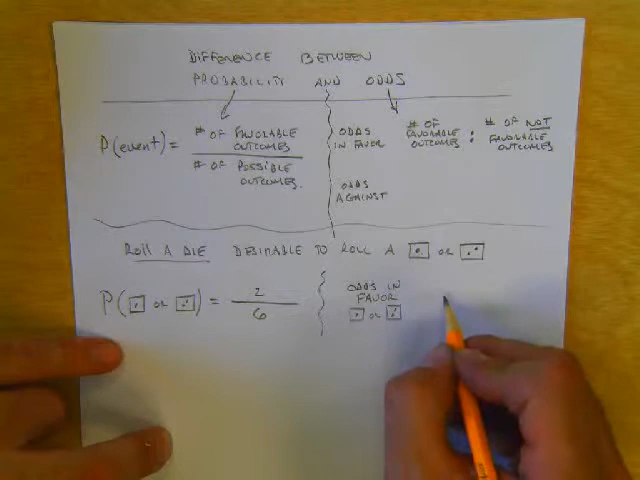 DIFFERENCE BETWEEN
PROBABILITY AND ODDS
P(event) = # OF FAVORABLE OUTCOMES
# OF POSSIBLE OUTCOMES.
ODDS IN FAVOR
# OF FAVORABLE OUTCOMES : # OF NOT FAVORABLE OUTCOMES
ODDS AGAINST
ROLL A DIE DESIRABLE TO ROLL A OR
P( OR ) = 2
6
ODDS IN
FAVOR
OR